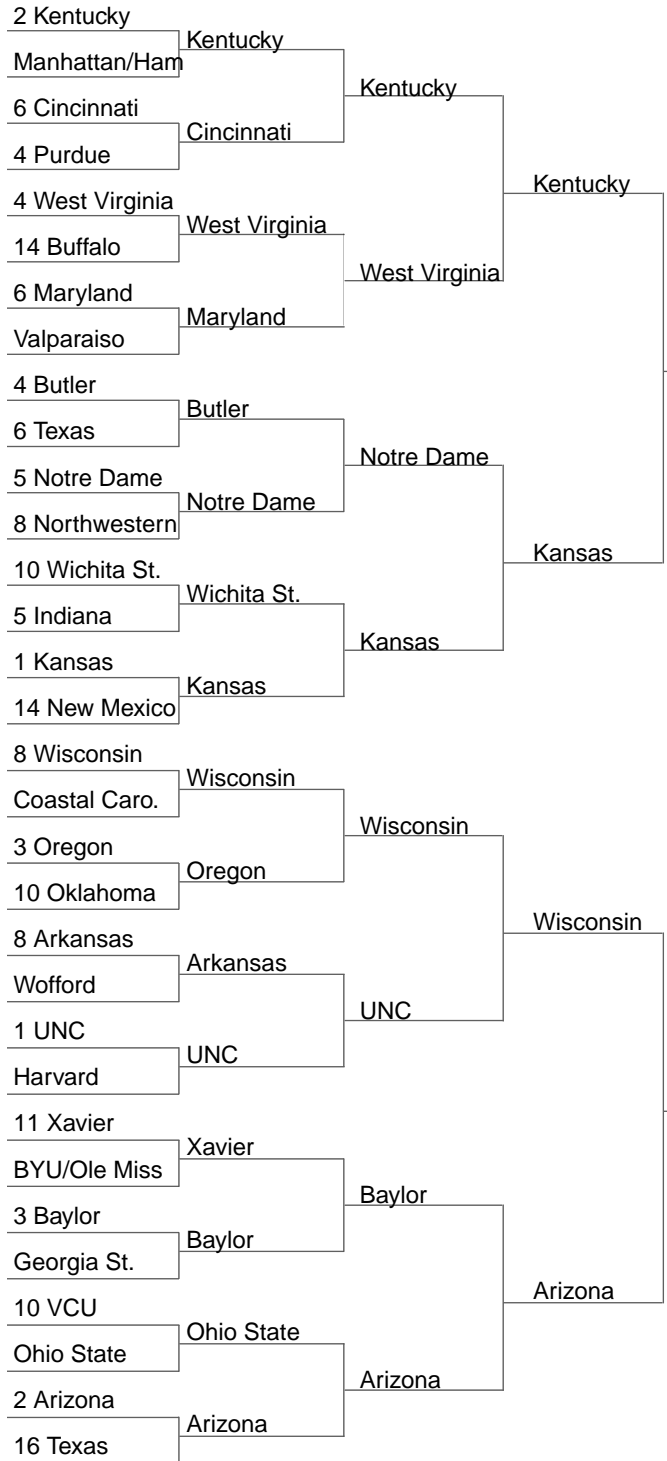 2 Kentucky
Manhattan/Ham
6 Cincinnati
4 Purdue
4 West Virginia
14 Buffalo
6 Maryland
Valparaiso
4 Butler
6 Texas
5 Notre Dame
8 Northwestern
10 Wichita St.
5 Indiana
1 Kansas
14 New Mexico
8 Wisconsin
Coastal Caro.
3 Oregon
10 Oklahoma
8 Arkansas
Wofford
1 UNC
Harvard
11 Xavier
BYU/Ole Miss
3 Baylor
Georgia St.
10 VCU
Ohio State
2 Arizona
16 Texas
Kentucky
Cincinnati
West Virginia
Maryland
Butler
Notre Dame
Wichita St.
Kansas
Wisconsin
Oregon
Arkansas
UNC
Xavier
Baylor
Ohio State
Arizona
Kentucky
West Virginia
Notre Dame
Kansas
Wisconsin
UNC
Baylor
Arizona
Kentucky
Kansas
Wisconsin
Arizona